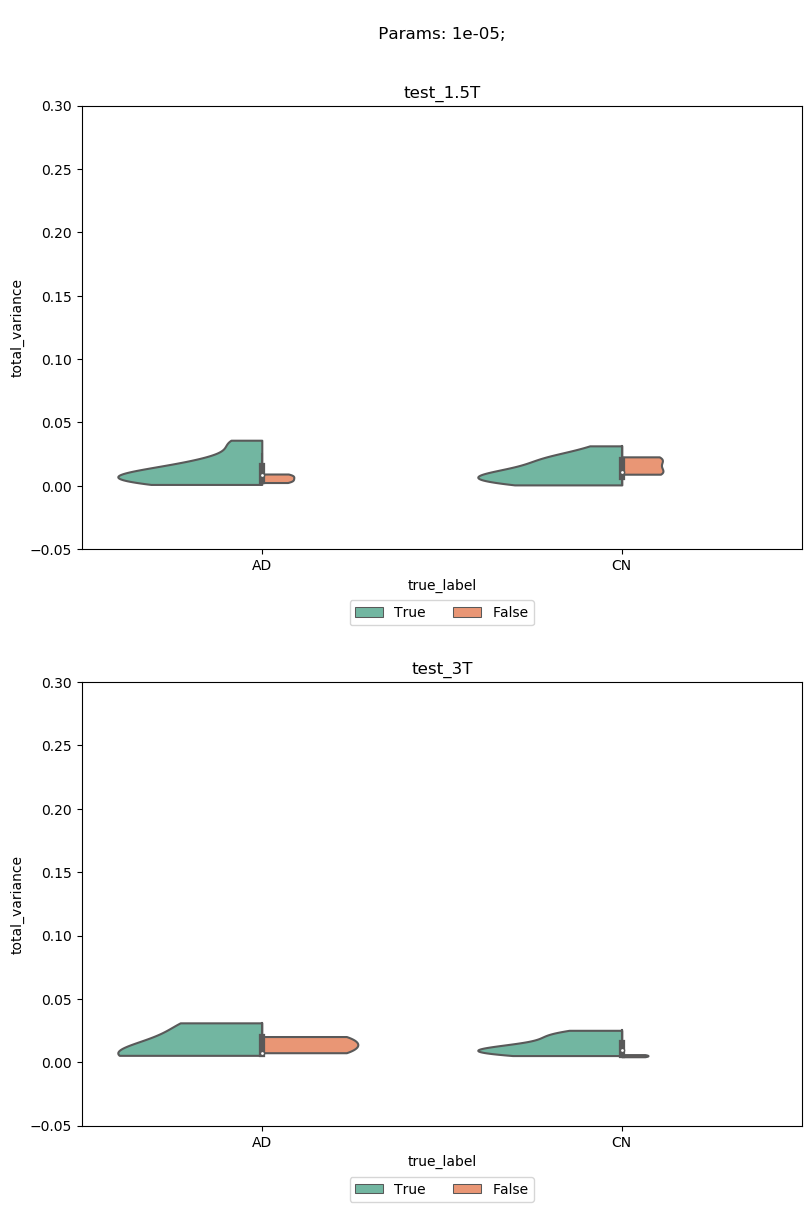 Params: 1e-05;
test_1.5T
0.30
0.25
0.20
0.15
0.10
0.05
0.00
−0.05
total_variance
AD CN
true_label
True False
test_3T
0.30
0.25
0.20
0.15
0.10
0.05
0.00
−0.05
total_variance
AD CN
true_label
True False